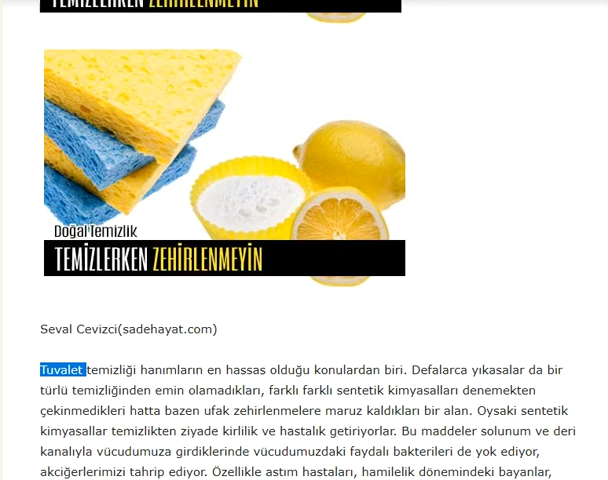 TEMİZLERKEN ZEHİRLENMEYİN
Doğal Temizlik
TEMİZLERKEN ZEHİRLENMEYİN
Seval Cevizci(sadehayat.com)
Tuvalet temizliği hanımların en hassas olduğu konulardan biri. Defalarca yıkasalar da bir
türlü temizliğinden emin olamadıkları, farklı farklı sentetik kimyasalları denemekten
çekinmedikleri hatta bazen ufak zehirlenmelere maruz kaldıkları bir alan. Oysaki sentetik
kimyasallar temizlikten ziyade kirlilik ve hastalık getiriyorlar. Bu maddeler solunum ve deri
kanalıyla vücudumuza girdiklerinde vücudumuzdaki faydalı bakterileri de yok ediyor,
akciğerlerimizi tahrip ediyor. Özellikle astım hastaları, hamilelik dönemindeki bayanlar,